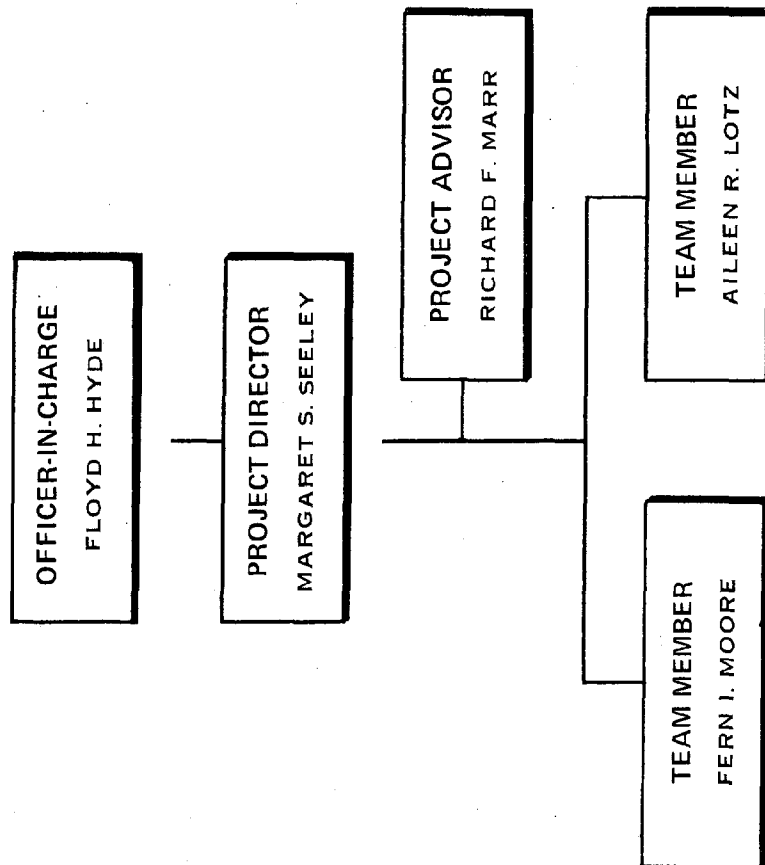 OFFICER-IN-CHARGE
FLOYD H. HYDE
PROJECT DIRECTOR
MARGARET S. SEELEY
PROJECT ADVISOR
RICHARD F. MARR
TEAM MEMBER
FERN I. MOORE
TEAM MEMBER
AILEEN R. LOTZ